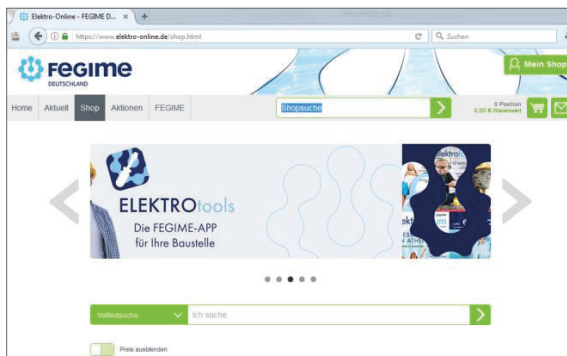 Elektro-Online - FEGIME D...
https://www.elektro-online.de/shop.html
Suchen
FEGIME
DEUTSCHLAND
Mein Shop
Home Aktuell Shop Aktionen FEGIME
Shopsuche
0 Position
0,00 € Warenwert
ELEKTROtools
Die FEGIME-APP
für Ihre Baustelle
Volltextsuche
Ich suche
Preis ausblenden